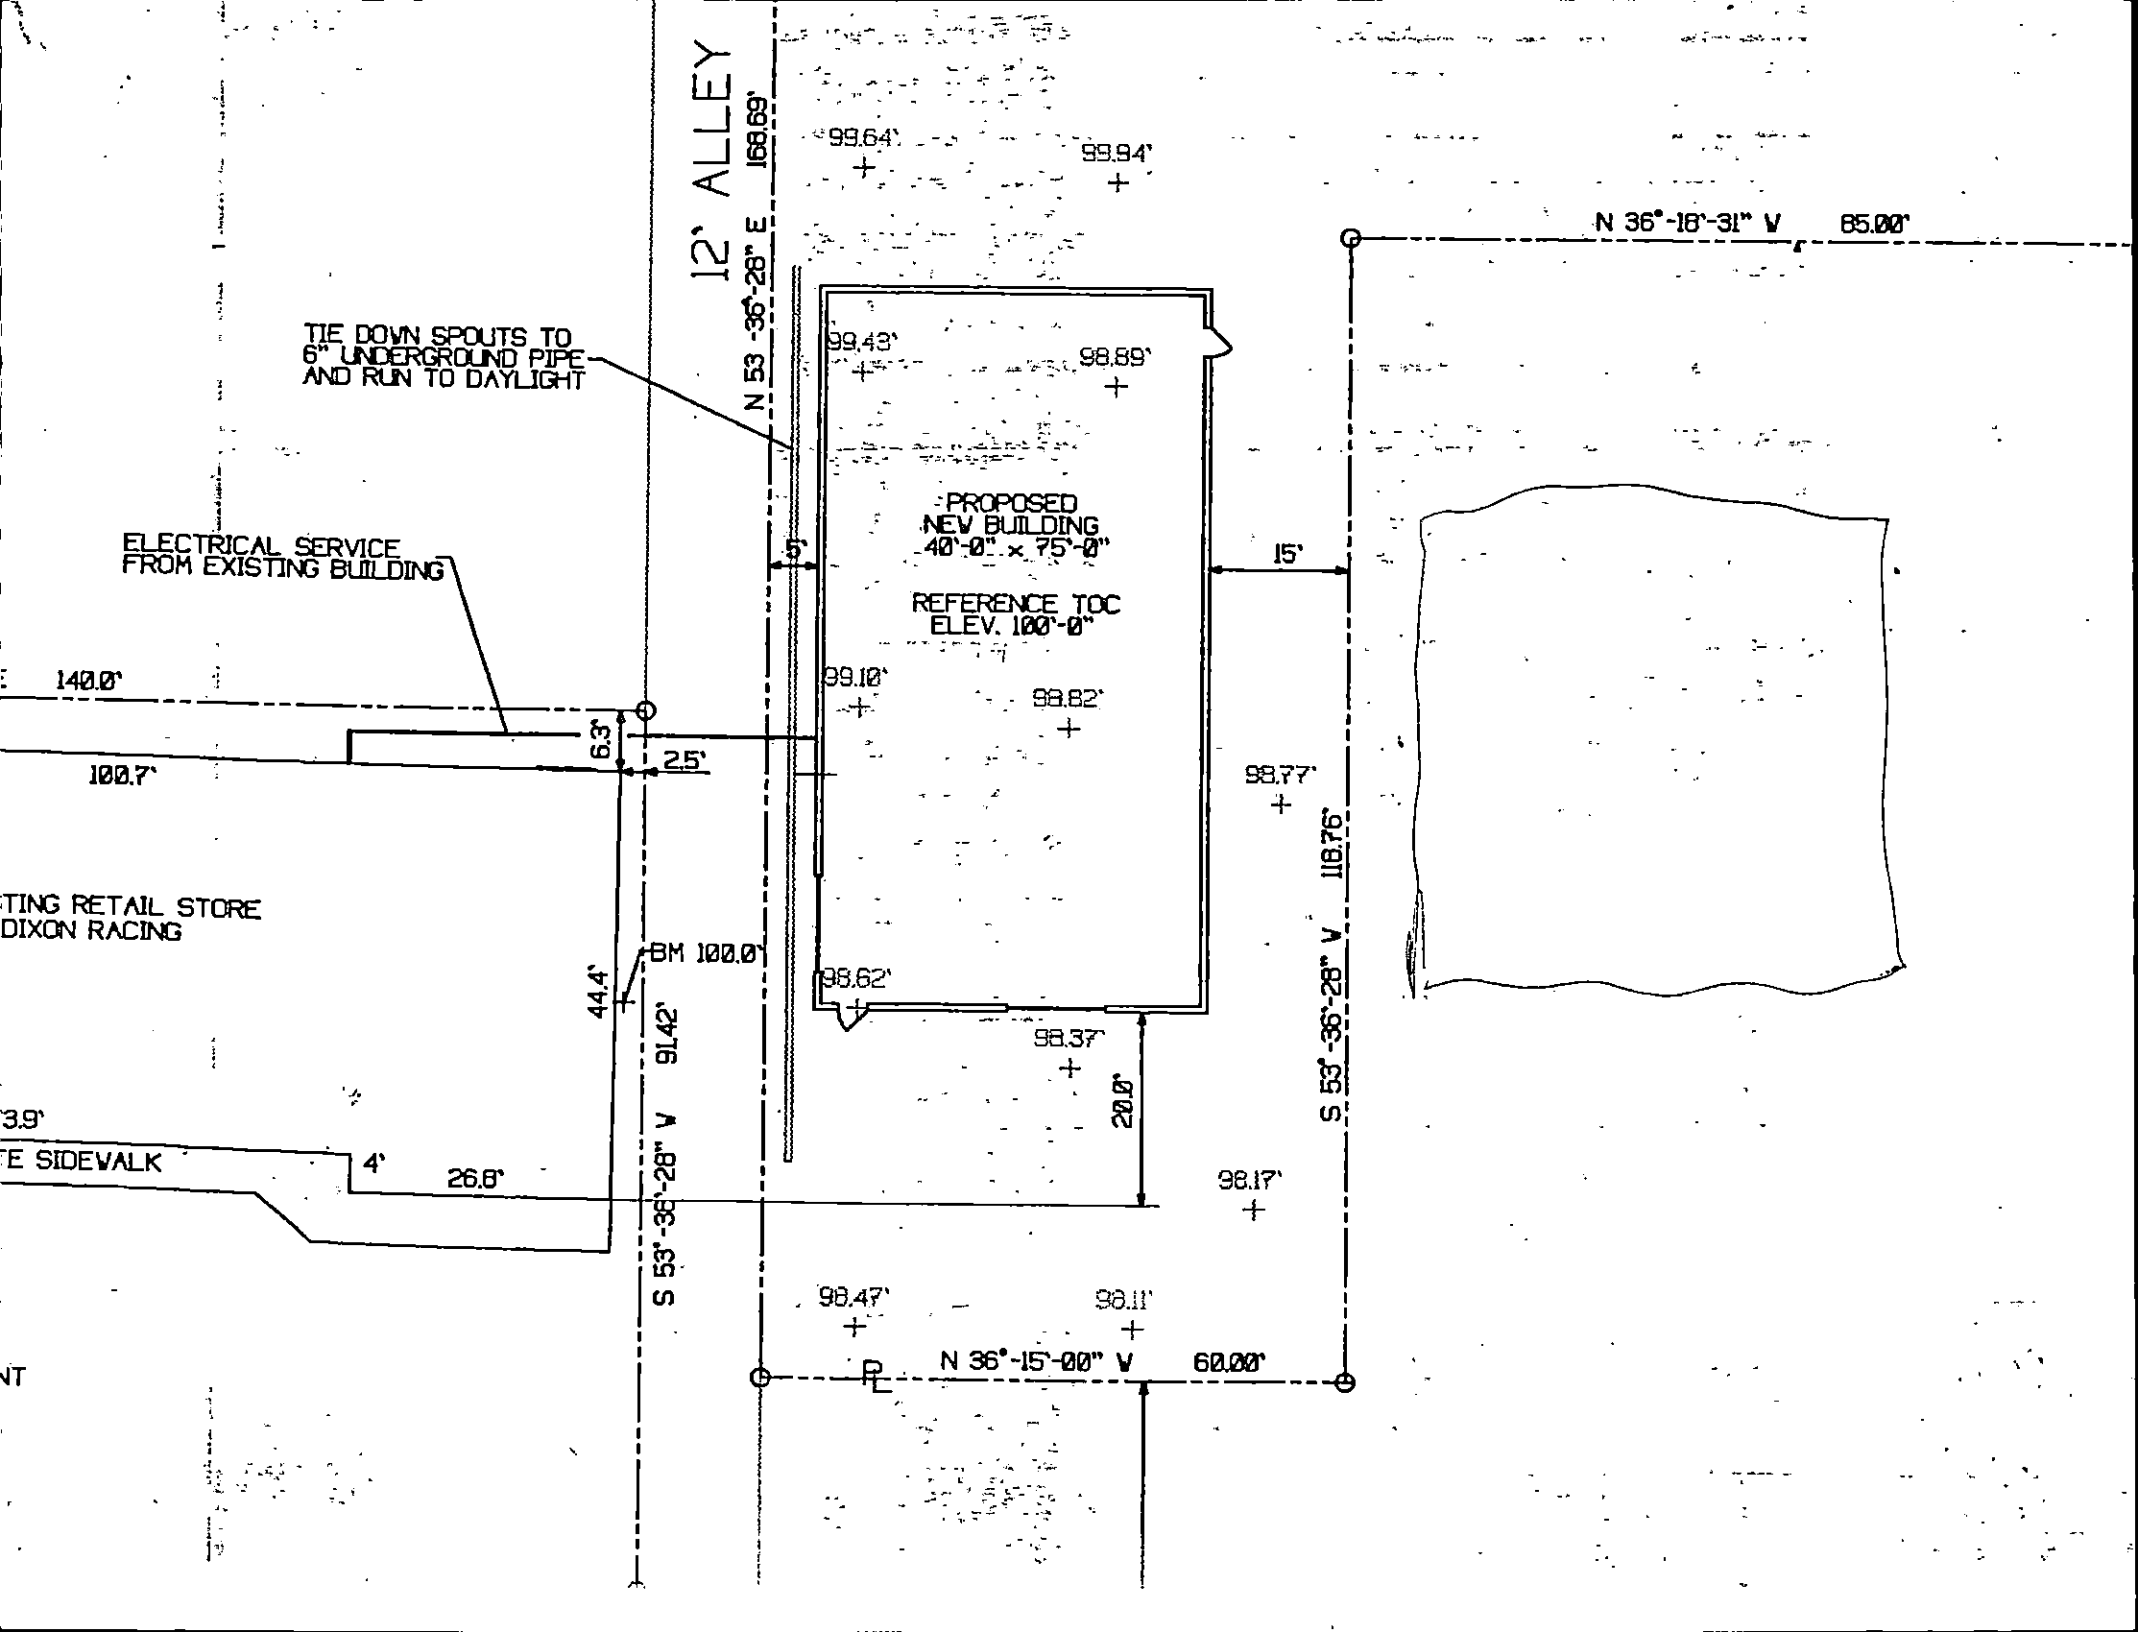 12' ALLEY
N 53 -36'-28" E 168.69'
99.64'
99.94'
N 36°-18'-31" W 85.00'
TIE DOWN SPOUTS TO
6" UNDERGROUND PIPE
AND RUN TO DAYLIGHT
99.43'
98.89'
PROPOSED
NEW BUILDING
40'-0" x 75'-0"
5'
15'
ELECTRICAL SERVICE
FROM EXISTING BUILDING
REFERENCE TOC
ELEV. 100'-0"
140.0'
99.10'
98.82'
6.3'
2.5'
100.7'
98.77'
S 53°-36'-28" W 118.76'
TING RETAIL STORE
DIXON RACING
BM 100.0'
44.4'
98.62'
S 53°-36'-28" W 91.42'
98.37'
20.0'
3.9'
TE SIDEWALK
4'
26.8'
98.17'
98.47'
98.11'
N 36°-15'-00" W 60.00'
PL
NT